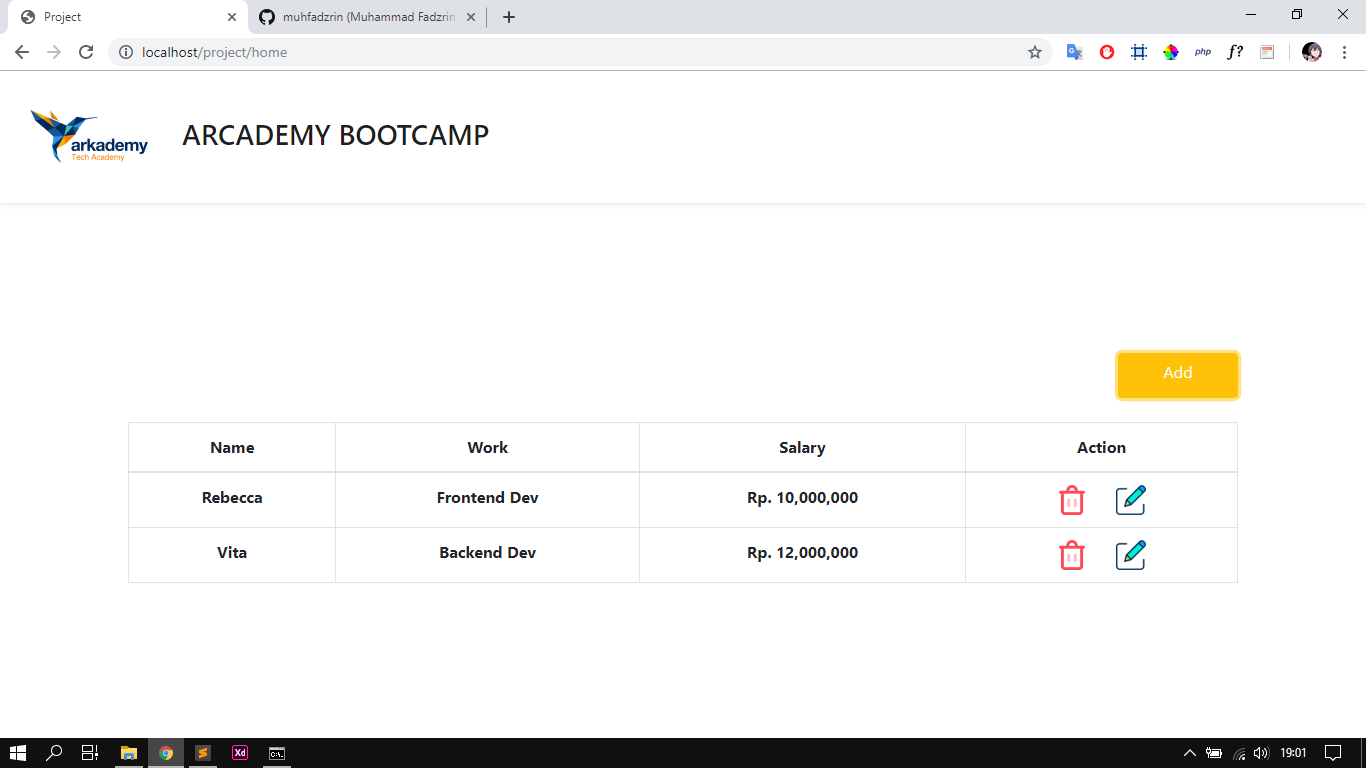 Project
muhfadzrin (Muhammad Fadzrin
localhost/project/home
php
f?
arkademy
Tech Academy
ARCADEMY BOOTCAMP
Add
Name Work Salary Action
Rebecca Frontend Dev Rp. 10,000,000
Vita Backend Dev Rp. 12,000,000
Xd
C:\.
19:01